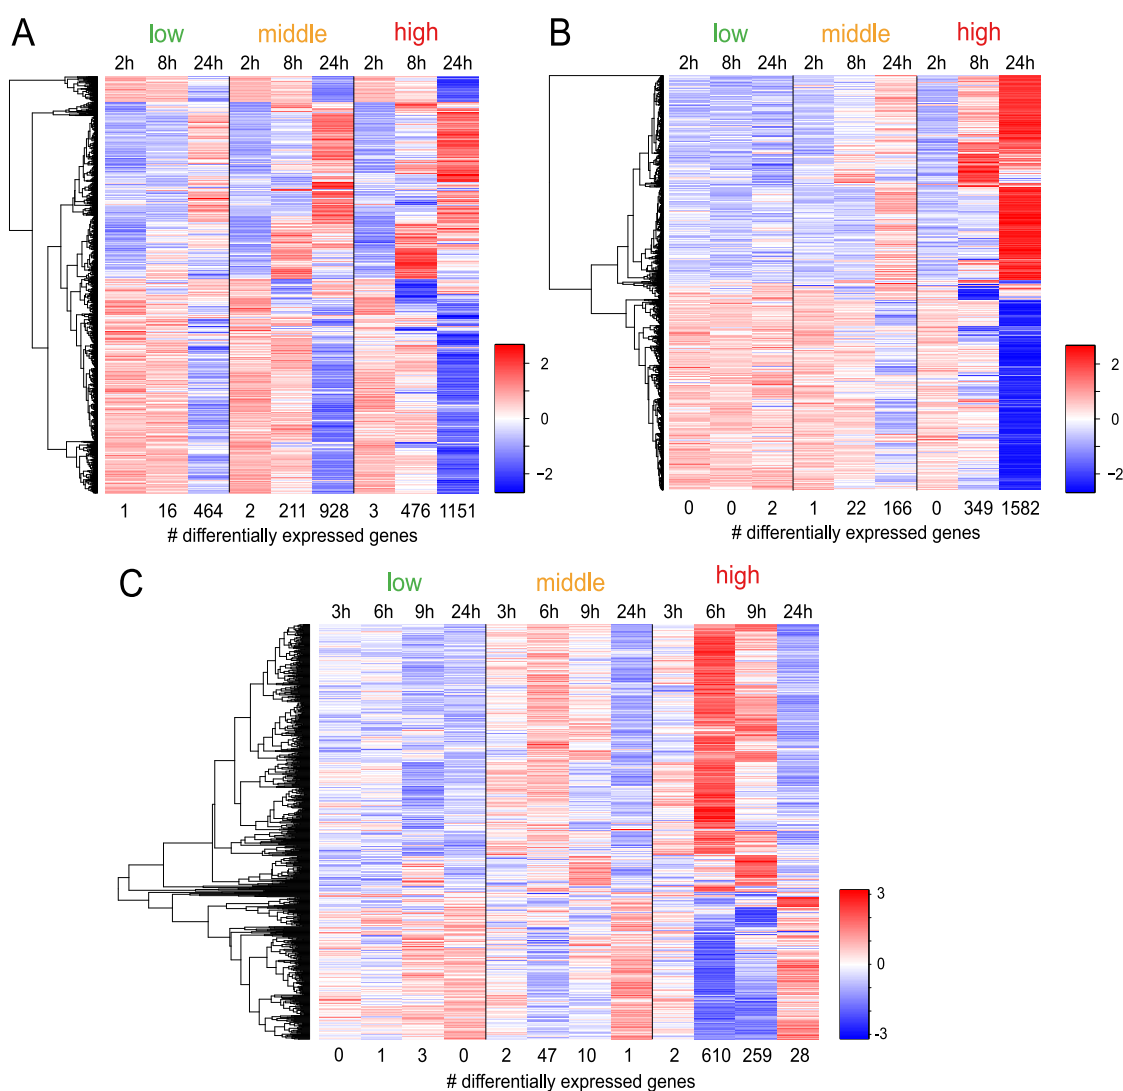 A
low middle high
2h 8h 24h 2h 8h 24h 2h 8h 24h
2
0
−2
1 16 464 2 211 928 3 476 1151
# differentially expressed genes
B
low middle high
2h 8h 24h 2h 8h 24h 2h 8h 24h
2
0
−2
0 0 2 1 22 166 0 349 1582
# differentially expressed genes
C
low middle high
3h 6h 9h 24h 3h 6h 9h 24h 3h 6h 9h 24h
3
0
-3
0 1 3 0 2 47 10 1 2 610 259 28
# differentially expressed genes